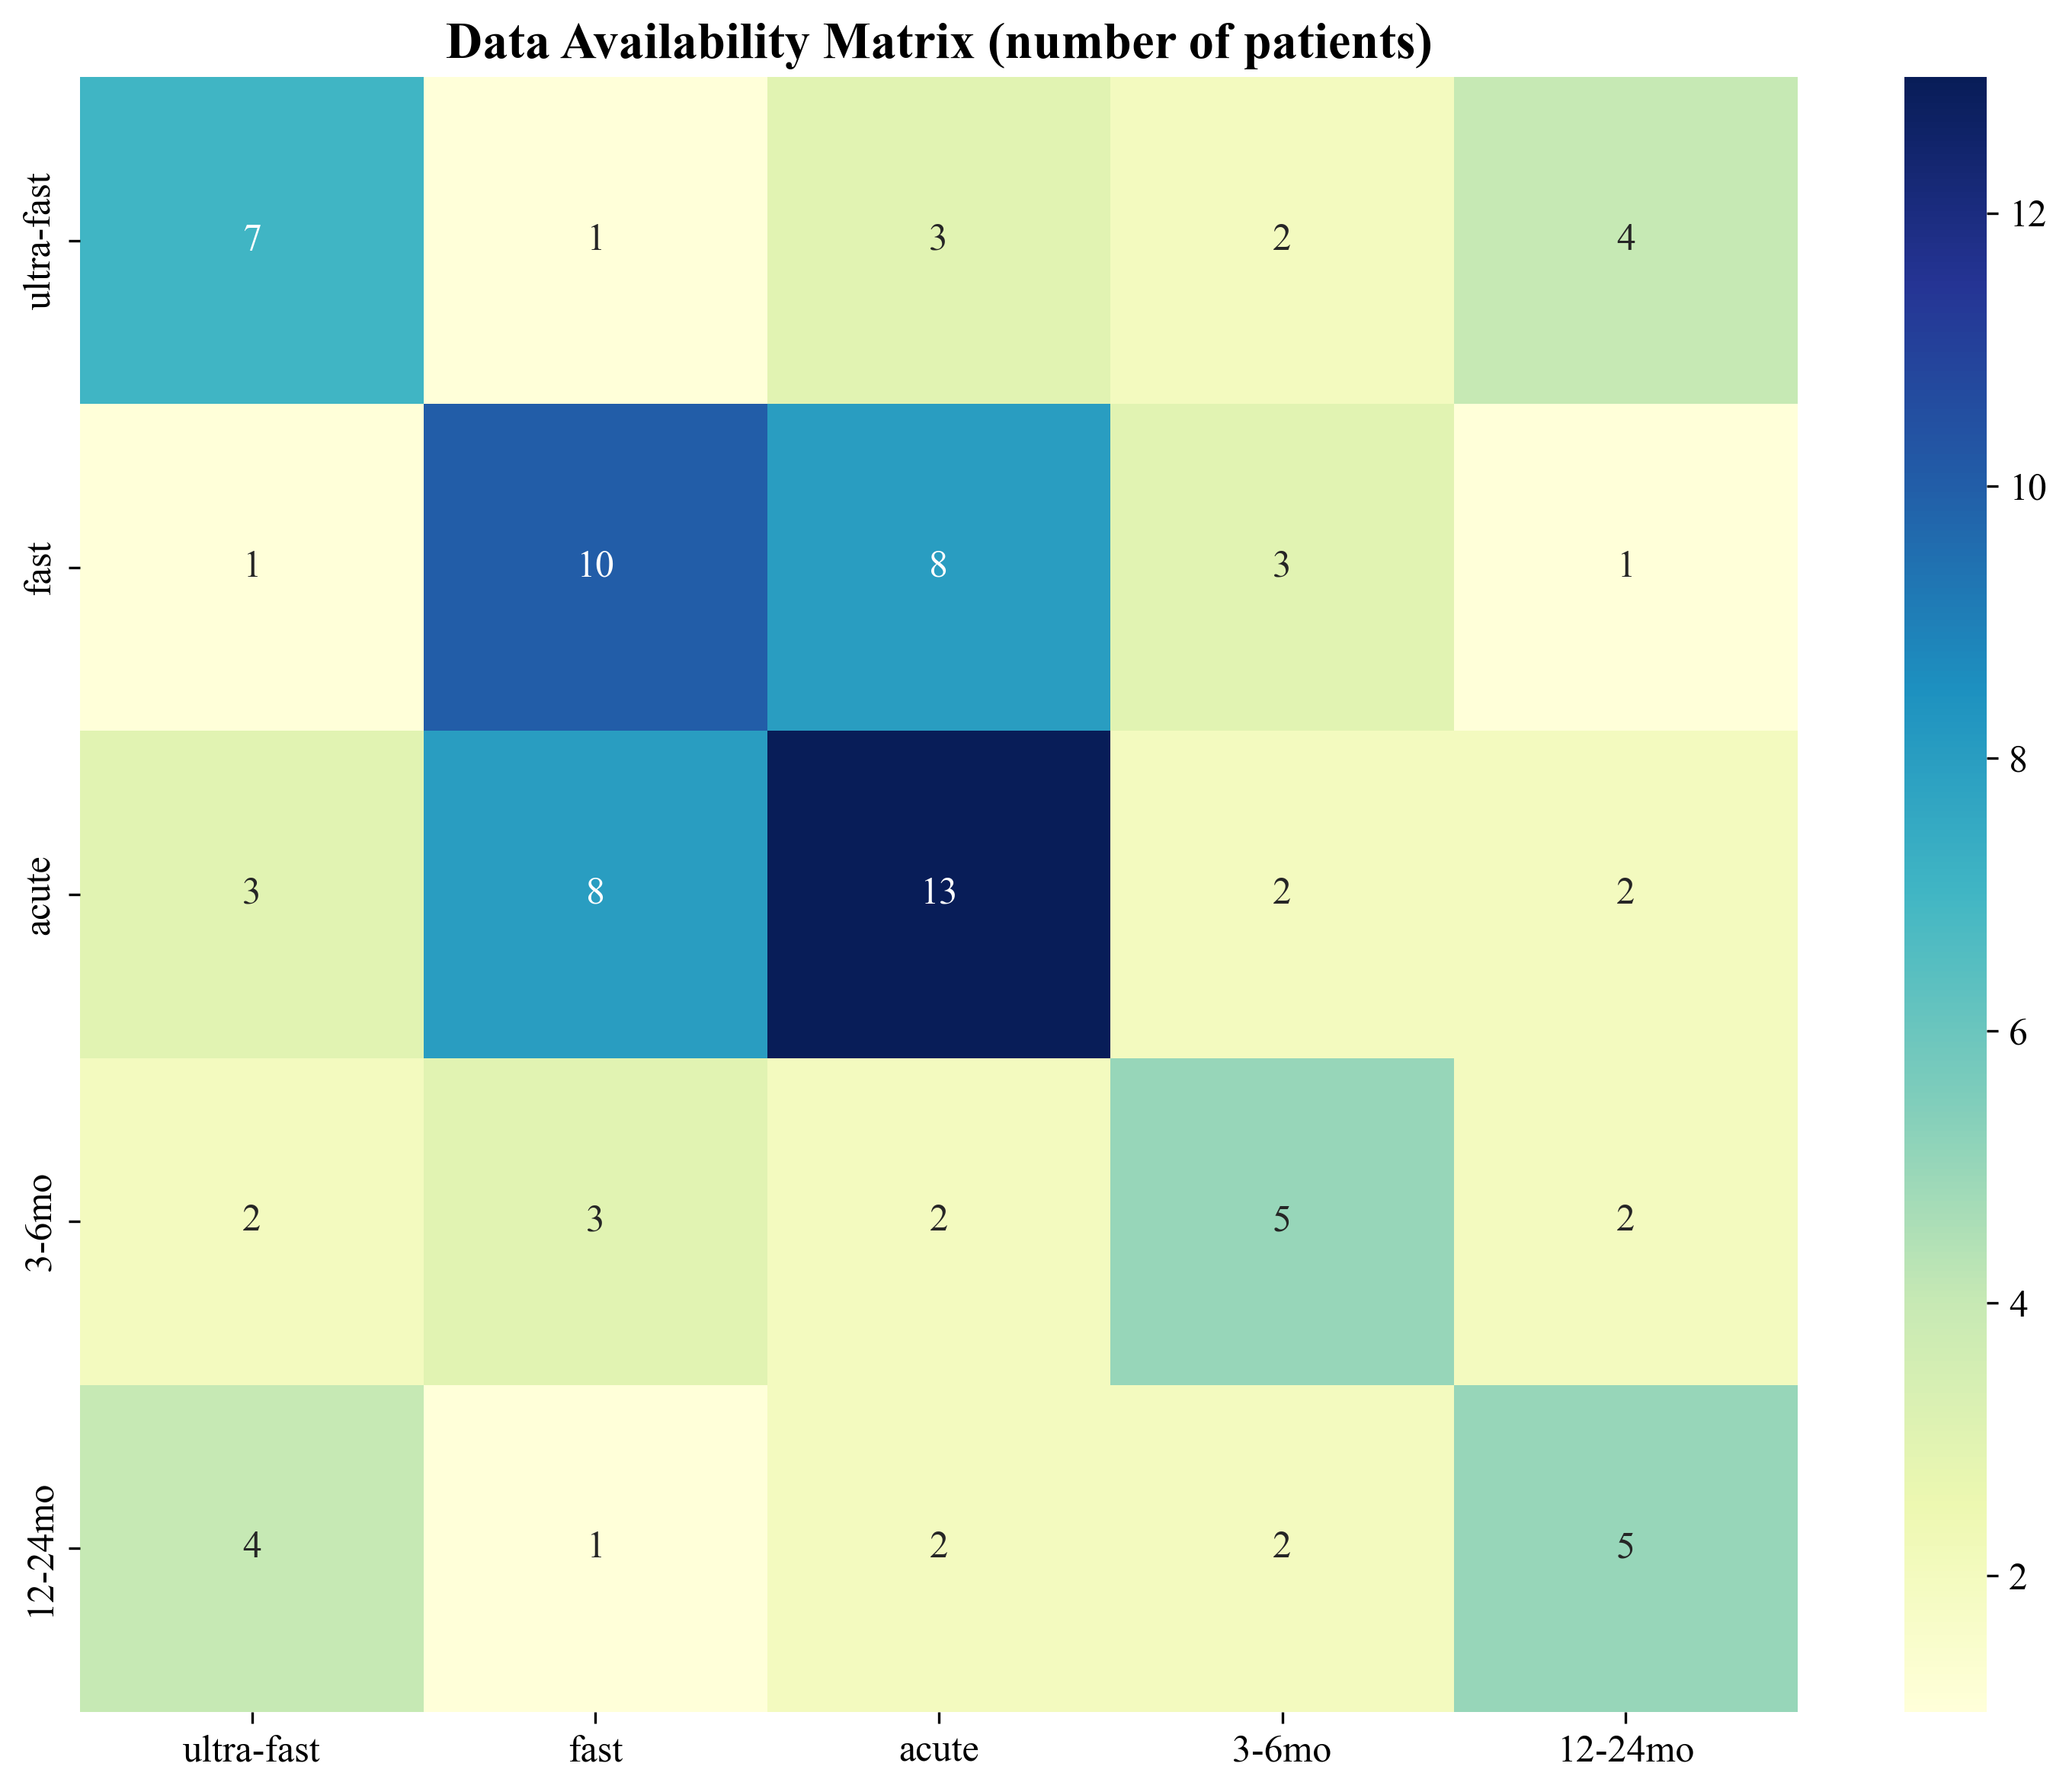 Data Availability Matrix (number of patients)
ultra-fast
7 1 3 2 4
fast
1 10 8 3 1
acute
3 8 13 2 2
3-6mo
2 3 2 5 2
12-24mo
4 1 2 2 5
ultra-fast fast acute 3-6mo 12-24mo
12
10
8
6
4
2